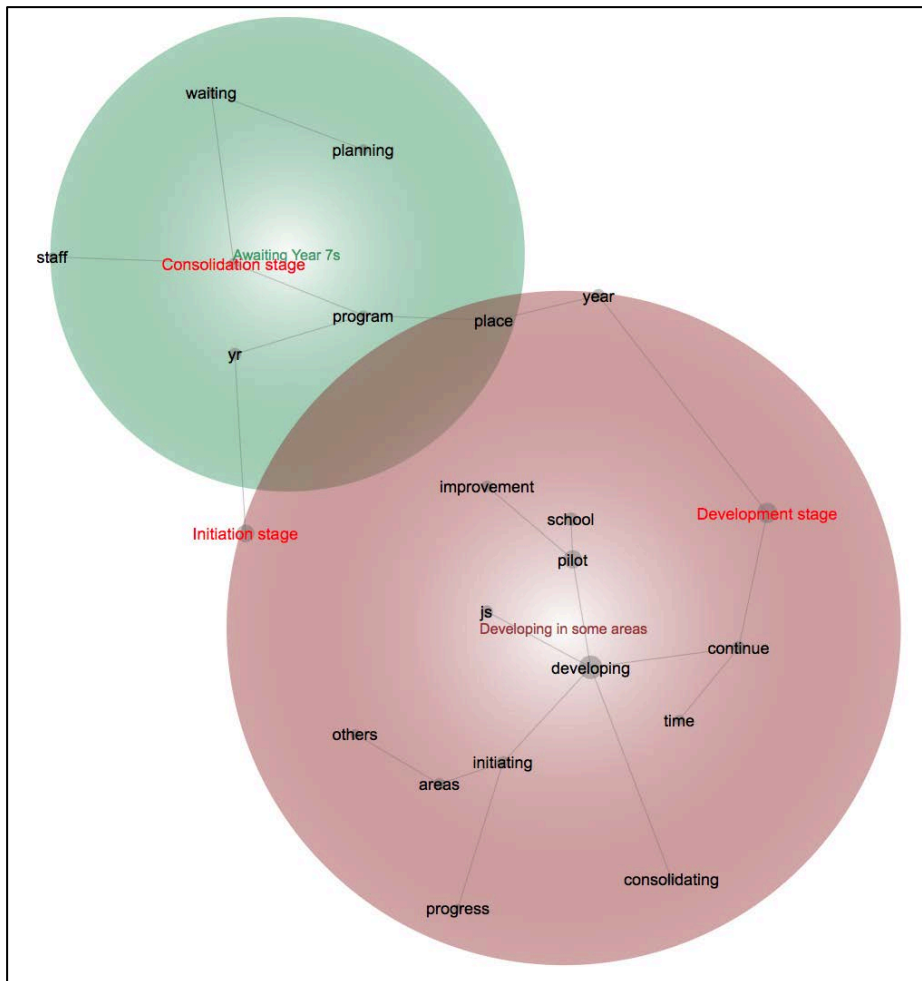 waiting
planning
Awaiting Year 7s
staff
Consolidation stage
year
program
place
yr
improvement
Development stage
school
Initiation stage
pilot
js
Developing in some areas
continue
developing
time
others
initiating
areas
consolidating
progress